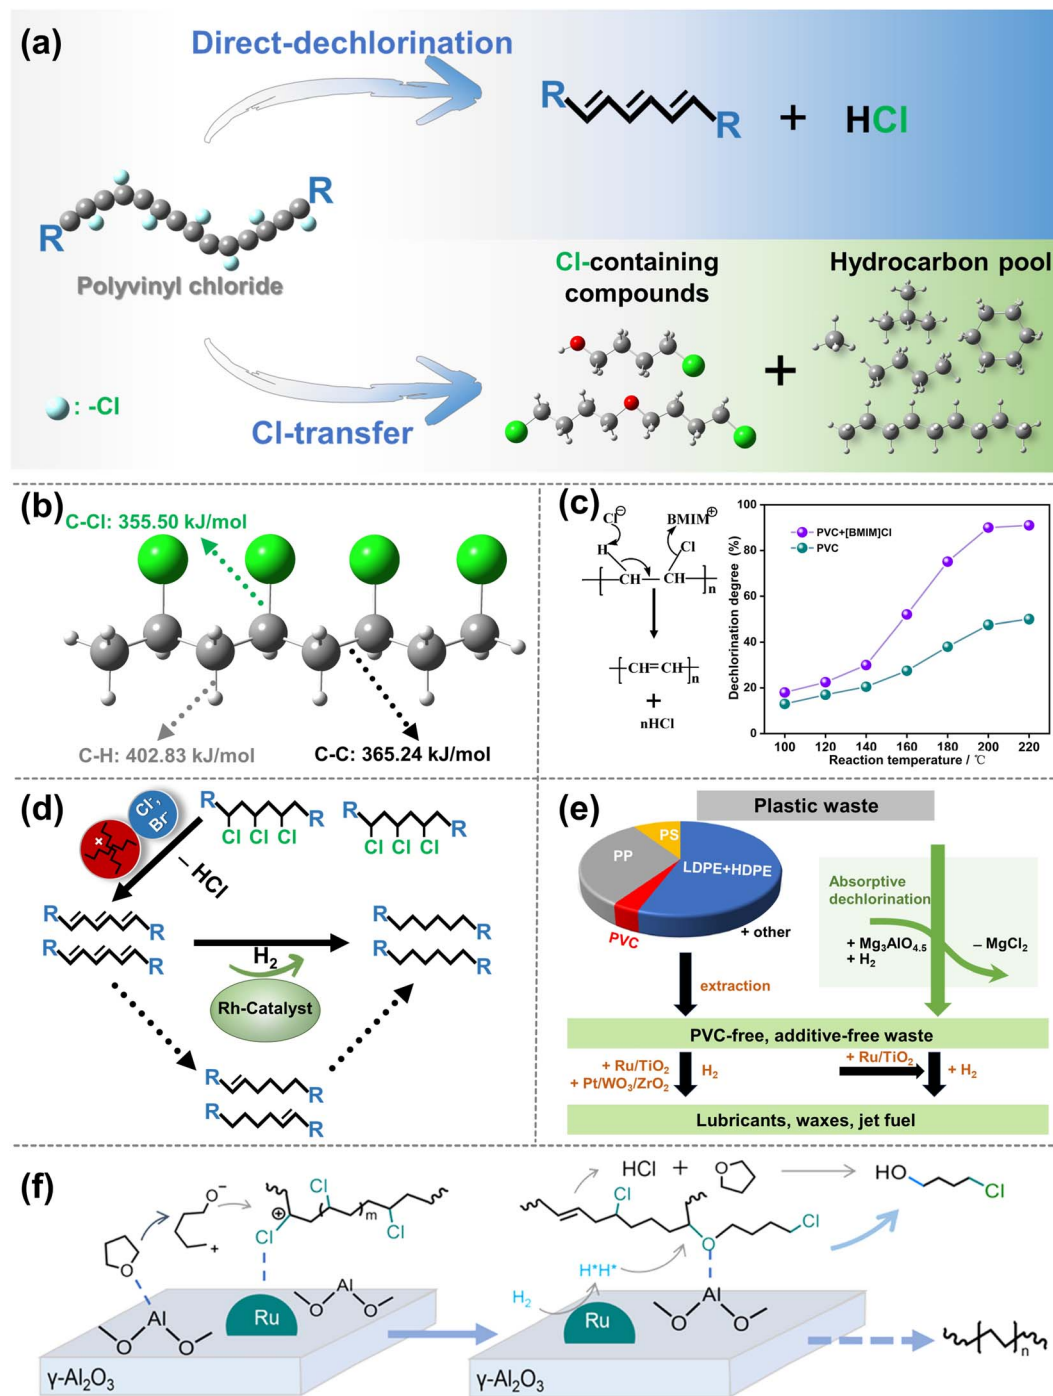 (a)
Direct-dechlorination
R
R
+
HCl
R
R
Polyvinyl chloride
: -Cl
Cl-transfer
Cl-containing
compounds
+
Hydrocarbon pool
(b)
C-Cl: 355.50 kJ/mol
C-H: 402.83 kJ/mol
C-C: 365.24 kJ/mol
(c)
Cl⊖
BMIM⊕
H
Cl
CH
CH
n
[CH=CH]n
+
nHCl
Dechlorination degree (%)
100
80
60
40
20
0
PVC+[BMIM]Cl
PVC
100 120 140 160 180 200 220
Reaction temperature / ℃
(d)
Cl⁻,
Br⁻
+
R
R
Cl Cl Cl
R
R
Cl Cl Cl
– HCl
R
R
R
R
H₂
Rh-Catalyst
R
R
R
R
R
R
R
R
(e)
Plastic waste
PS
PP
LDPE+HDPE
PVC
+ other
Absorptive
dechlorination
+ Mg₃AlO₄.₅
+ H₂
– MgCl₂
extraction
PVC-free, additive-free waste
+ Ru/TiO₂
+ Pt/WO₃/ZrO₂
H₂
+ Ru/TiO₂
+ H₂
Lubricants, waxes, jet fuel
(f)
O⁻
+
O
Cl
⊕
Cl
m
Cl
Al
O
O
Ru
Al
O
O
γ-Al₂O₃
HCl +
O
HO
Cl
Cl
O
Cl
H*H*
H₂
Ru
Al
O
O
γ-Al₂O₃
n